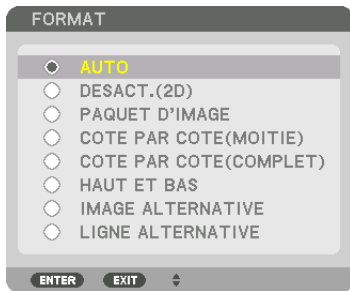 FORMAT
AUTO
DESACT.(2D)
PAQUET D'IMAGE
COTE PAR COTE(MOITIE)
COTE PAR COTE(COMPLET)
HAUT ET BAS
IMAGE ALTERNATIVE
LIGNE ALTERNATIVE
ENTER EXIT